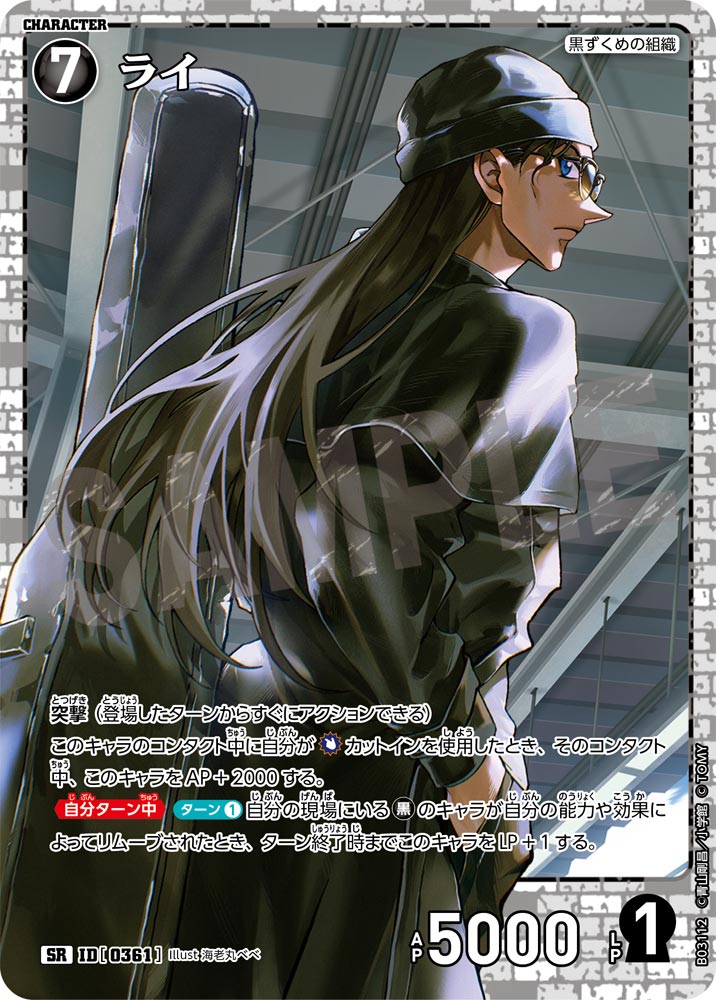 CHARACTER
黒ずくめの組織
7 ライ
SAMPLE
突撃（登場したターンからすぐにアクションできる）
このキャラのコンタクト中に自分が カットインを使用したとき、そのコンタクト
中、このキャラをAP＋2000する。
自分ターン中 ターン1 自分の現場にいる黒のキャラが自分の能力や効果に
よってリムーブされたとき、ターン終了時までこのキャラをLP＋1する。
AP 5000 LP 1
SR ID[0361] Illust 海老丸ぺぺ
B03112 ©青山剛昌／小学館 ©TOMY